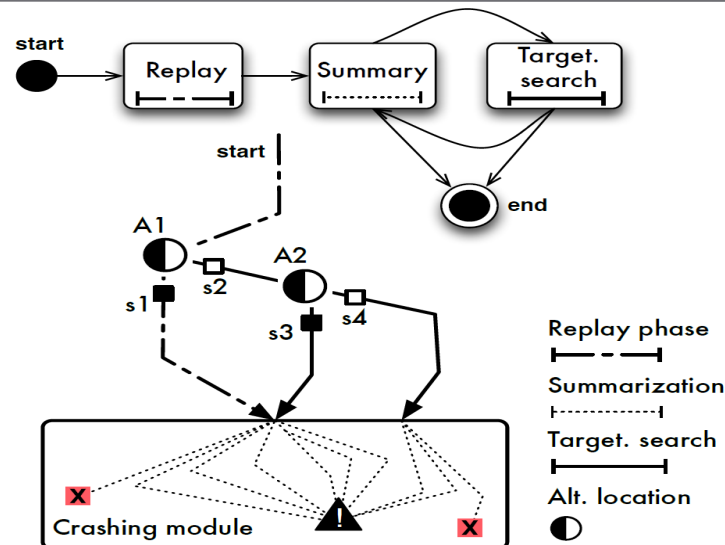 start
Replay
Summary
Target.
search
start
end
A1
A2
s2
s1
s4
s3
Replay phase
Summarization
Target. search
Alt. location
X
!
X
Crashing module